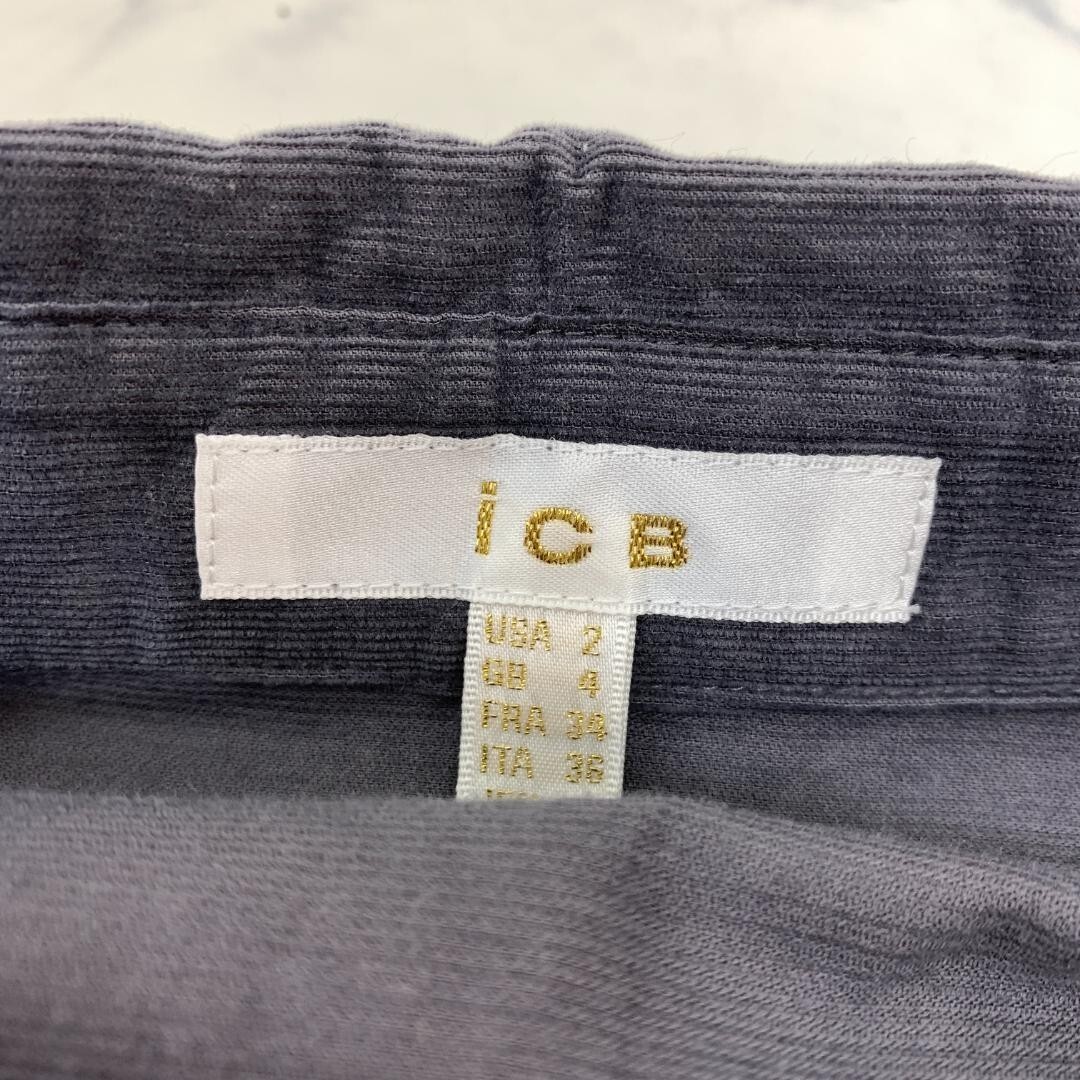 iCB
USA 2
GB 4
FRA 34
ITA 36